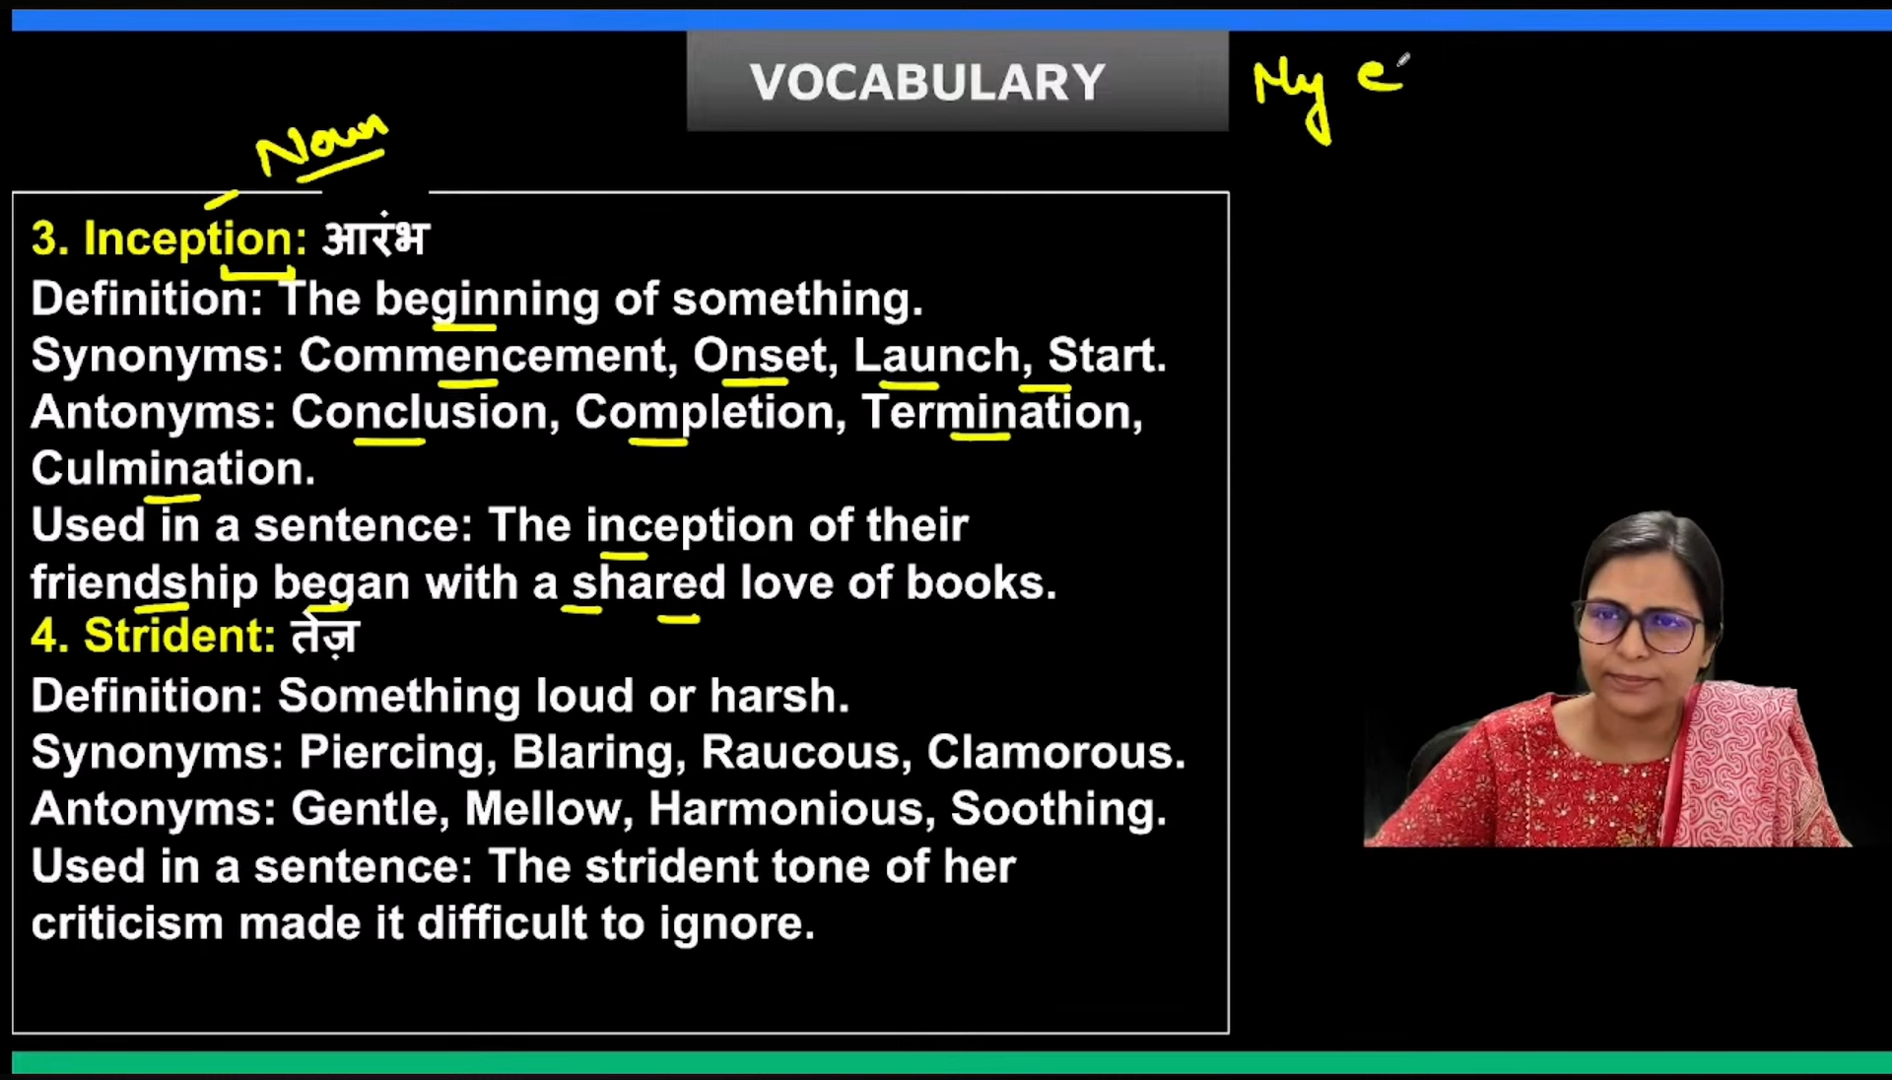 VOCABULARY
My e
Noun
3. Inception: आरंभ
Definition: The beginning of something.
Synonyms: Commencement, Onset, Launch, Start.
Antonyms: Conclusion, Completion, Termination,
Culmination.
Used in a sentence: The inception of their
friendship began with a shared love of books.
4. Strident: तेज़
Definition: Something loud or harsh.
Synonyms: Piercing, Blaring, Raucous, Clamorous.
Antonyms: Gentle, Mellow, Harmonious, Soothing.
Used in a sentence: The strident tone of her
criticism made it difficult to ignore.